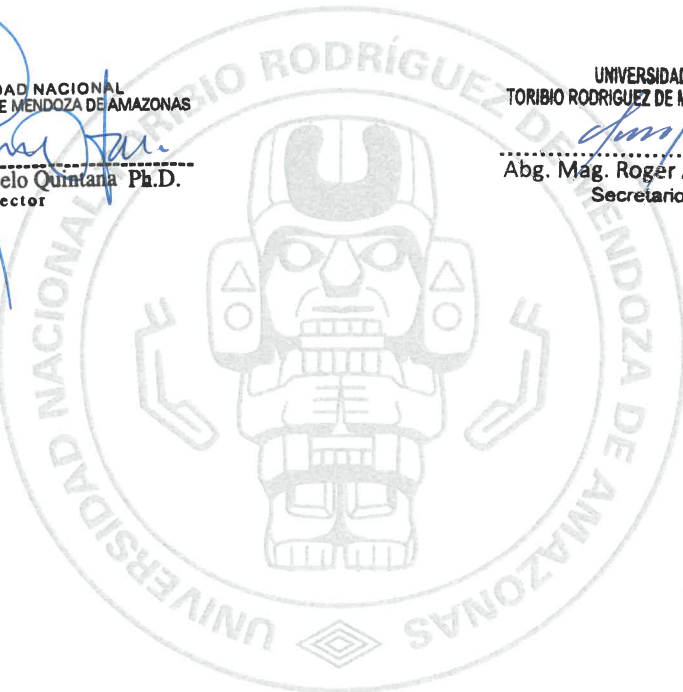 DAD NACIONAL
E MENDOZA DE AMAZONAS
elo Quintana Ph.D.
ector
UNIVERSIDAD
TORIBIO RODRIGUEZ DE M
Abg. Mag. Roger
Secretario
UNIVERSIDAD NACIONAL TORIBIO RODRÍGUEZ DE MENDOZA DE AMAZONAS